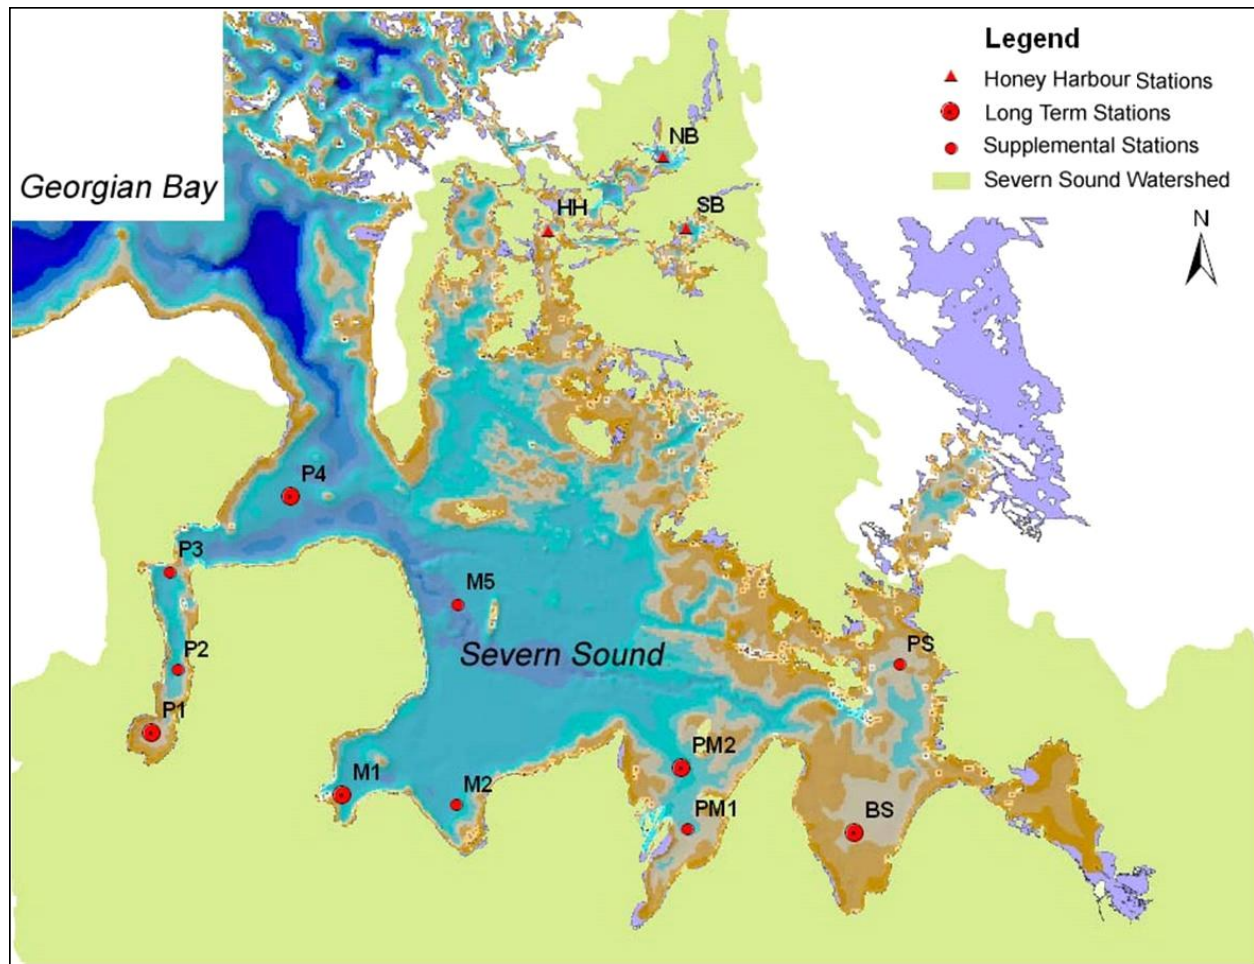 Legend
Honey Harbour Stations
Long Term Stations
Supplemental Stations
Severn Sound Watershed
N
Georgian Bay
NB
HH
SB
P4
P3
M5
P2
Severn Sound
PS
P1
PM2
M1
M2
PM1
BS